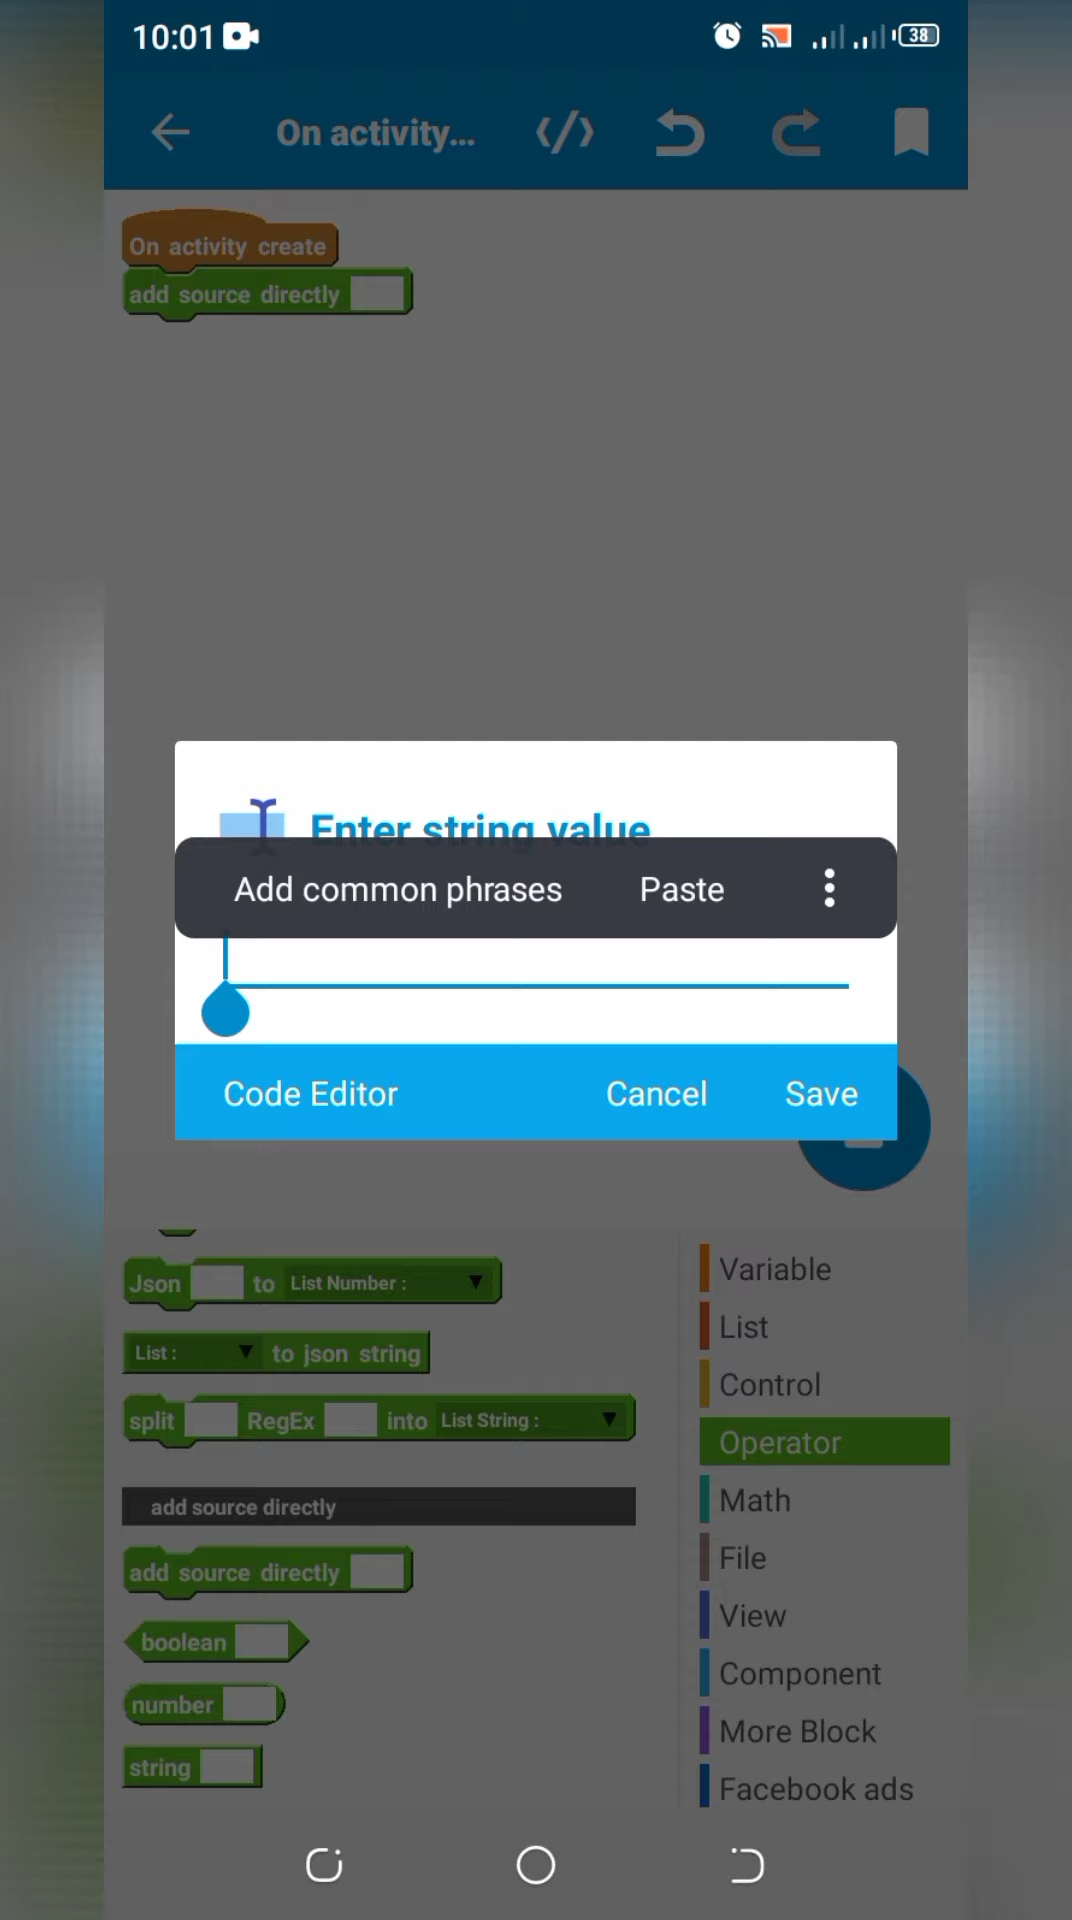 10:01
38
On activity...
On activity create
add source directly
Enter string value
Add common phrases Paste
Code Editor Cancel Save
Json to List Number :
List : to json string
split RegEx into List String :
add source directly
add source directly
boolean
number
string
Variable
List
Control
Operator
Math
File
View
Component
More Block
Facebook ads